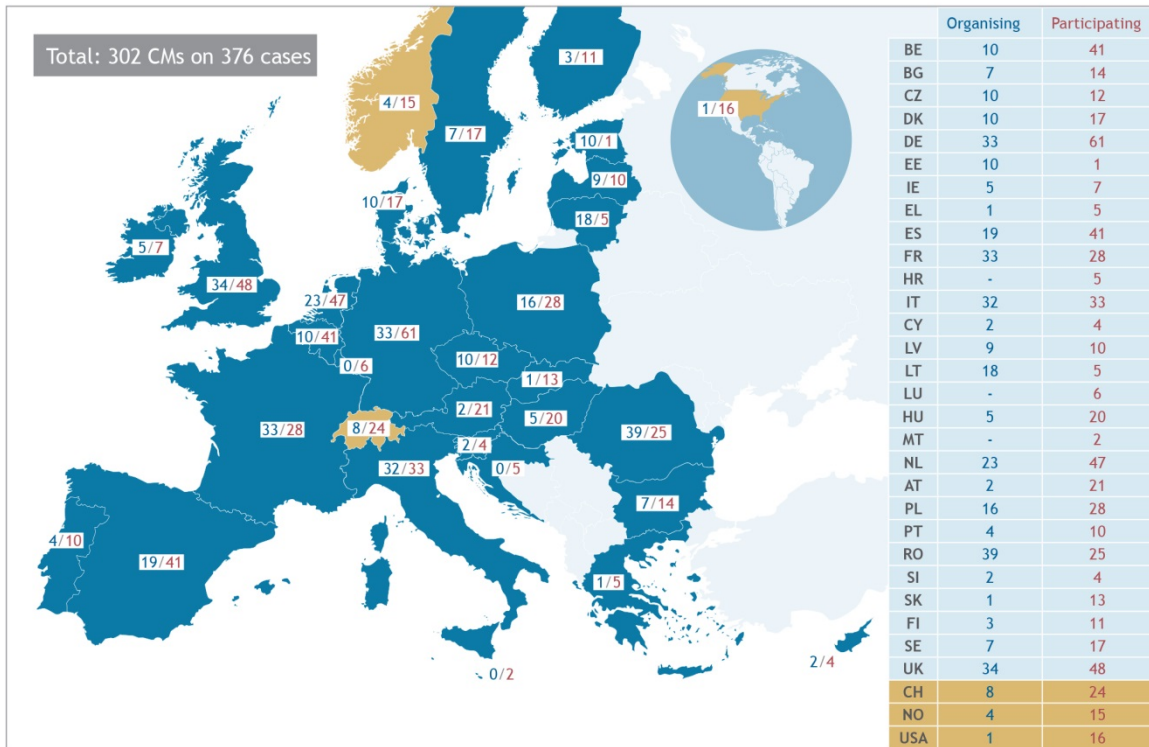 Total: 302 CMs on 376 cases
3/11
4/15
1/16
7/17
10/1
9/10
10/17
18/5
5/7
34/48
23/47
16/28
10/41
33/61
0/6
10/12
1/13
2/21
5/20
33/28
8/24
39/25
2/4
32/33
0/5
7/14
4/10
19/41
1/5
0/2
2/4
Organising Participating
BE 10 41
BG 7 14
CZ 10 12
DK 10 17
DE 33 61
EE 10 1
IE 5 7
EL 1 5
ES 19 41
FR 33 28
HR - 5
IT 32 33
CY 2 4
LV 9 10
LT 18 5
LU - 6
HU 5 20
MT - 2
NL 23 47
AT 2 21
PL 16 28
PT 4 10
RO 39 25
SI 2 4
SK 1 13
FI 3 11
SE 7 17
UK 34 48
CH 8 24
NO 4 15
USA 1 16